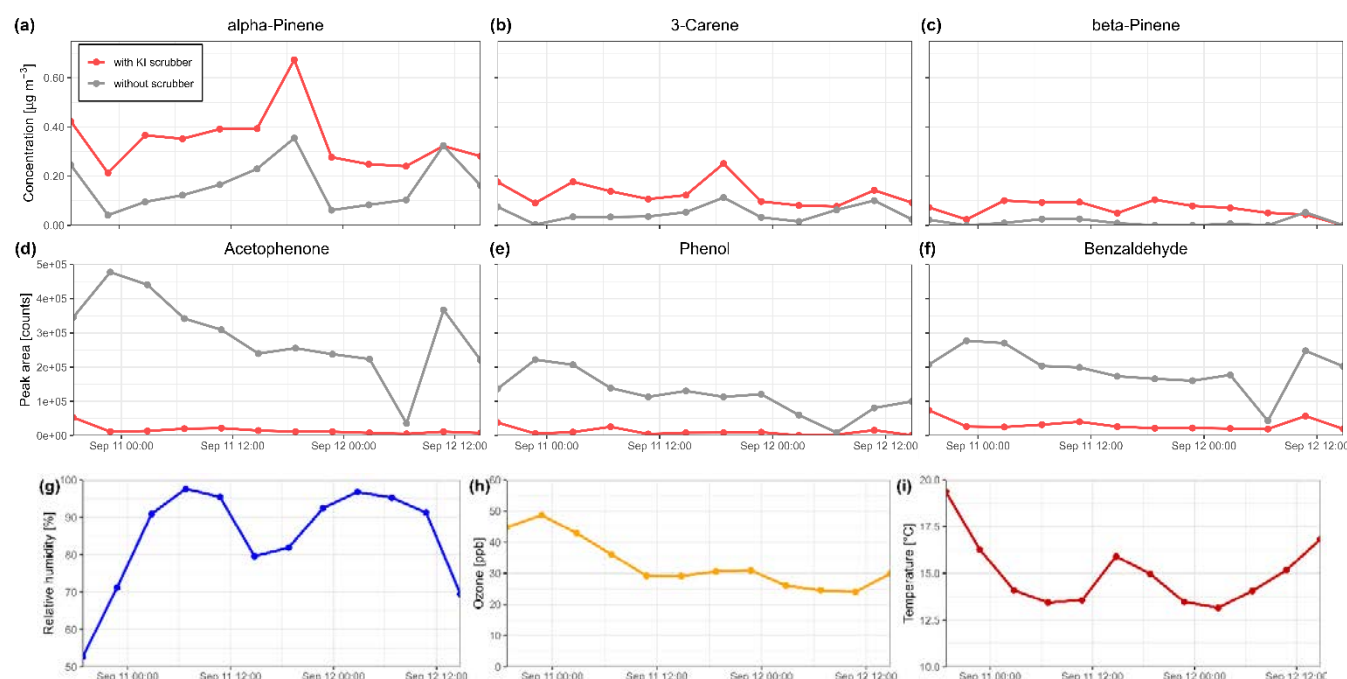 (a) alpha-Pinene (b) 3-Carene (c) beta-Pinene
with KI scrubber
without scrubber
Concentration [µg m⁻³]
0.60
0.40
0.20
0.00
(d) Acetophenone (e) Phenol (f) Benzaldehyde
Peak area [counts]
5e+05
4e+05
3e+05
2e+05
1e+05
0e+00
Sep 11 00:00 Sep 11 12:00 Sep 12 00:00 Sep 12 12:00 Sep 11 00:00 Sep 11 12:00 Sep 12 00:00 Sep 12 12:00 Sep 11 00:00 Sep 11 12:00 Sep 12 00:00 Sep 12 12:00
(g)
Relative humidity [%]
100
90
80
70
60
50
Sep 11 00:00 Sep 11 12:00 Sep 12 00:00 Sep 12 12:00
(h)
Ozone [ppb]
60
50
40
30
20
10
0
Sep 11 00:00 Sep 11 12:00 Sep 12 00:00 Sep 12 12:00
(i)
Temperature [°C]
20.0
17.5
15.0
12.5
10.0
Sep 11 00:00 Sep 11 12:00 Sep 12 00:00 Sep 12 12:00